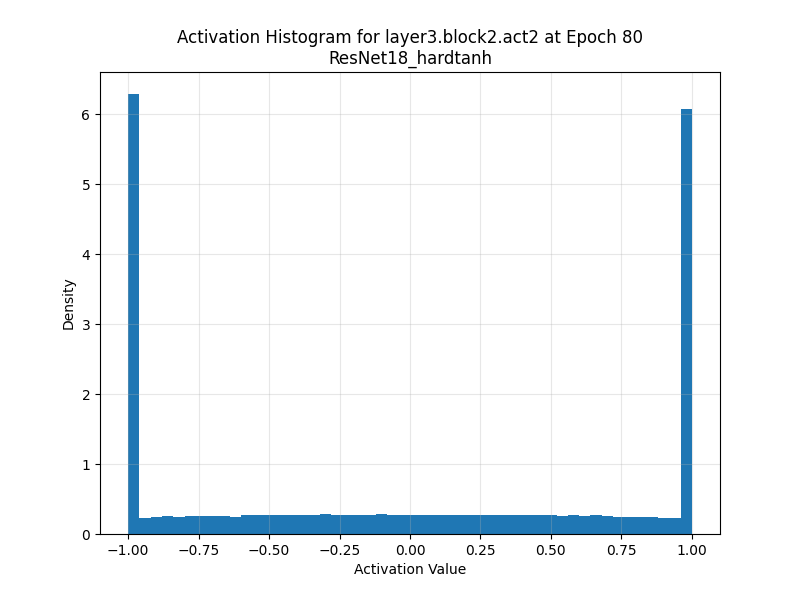 Activation Histogram for layer3.block2.act2 at Epoch 80
ResNet18_hardtanh
6
5
4
3
2
1
0
Density
−1.00 −0.75 −0.50 −0.25 0.00 0.25 0.50 0.75 1.00
Activation Value